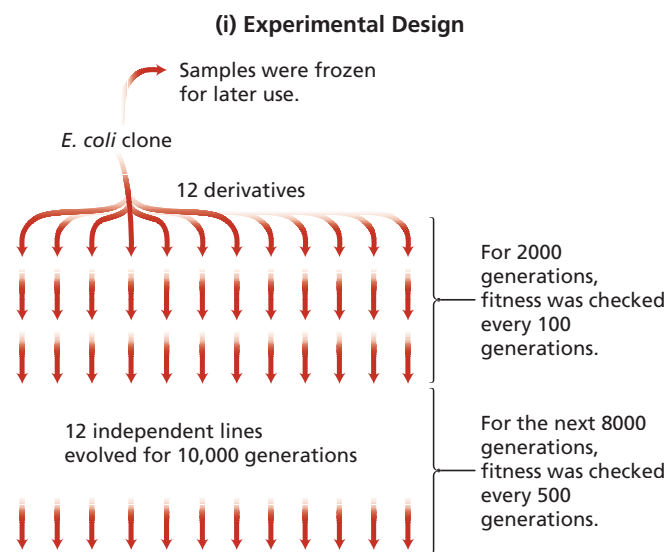 (i) Experimental Design
Samples were frozen
for later use.
E. coli clone
12 derivatives
For 2000
generations,
fitness was checked
every 100
generations.
12 independent lines
evolved for 10,000 generations
For the next 8000
generations,
fitness was checked
every 500
generations.